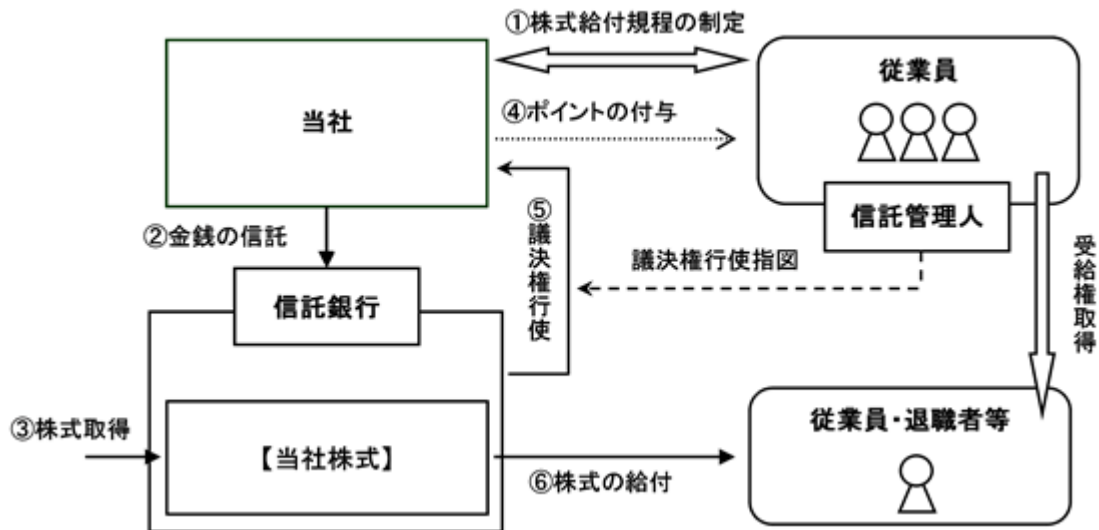 ①株式給付規程の制定
当社
従業員
④ポイントの付与
信託管理人
②金銭の信託
⑤議決権行使
議決権行使指図
受給権取得
信託銀行
③株式取得
【当社株式】
従業員・退職者等
⑥株式の給付